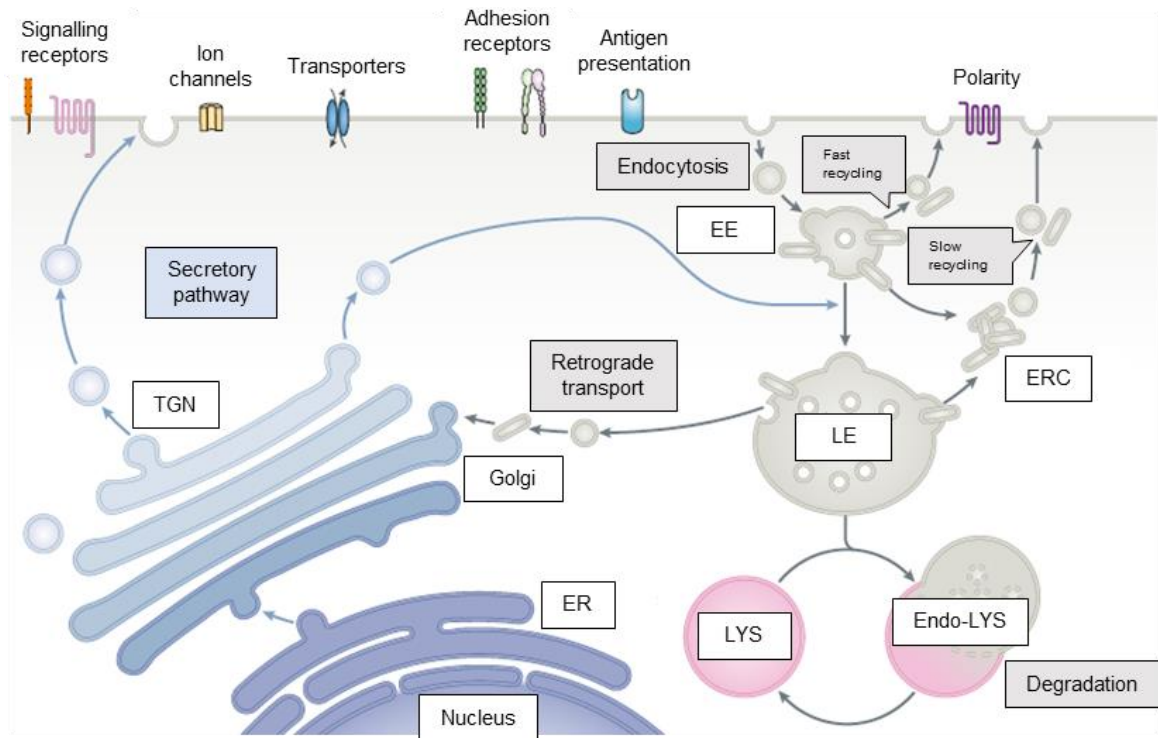 Signalling
receptors
Ion
channels
Transporters
Adhesion
receptors
Antigen
presentation
Polarity
Endocytosis
Fast
recycling
EE
Slow
recycling
Secretory
pathway
Retrograde
transport
ERC
TGN
LE
Golgi
ER
LYS
Endo-LYS
Degradation
Nucleus